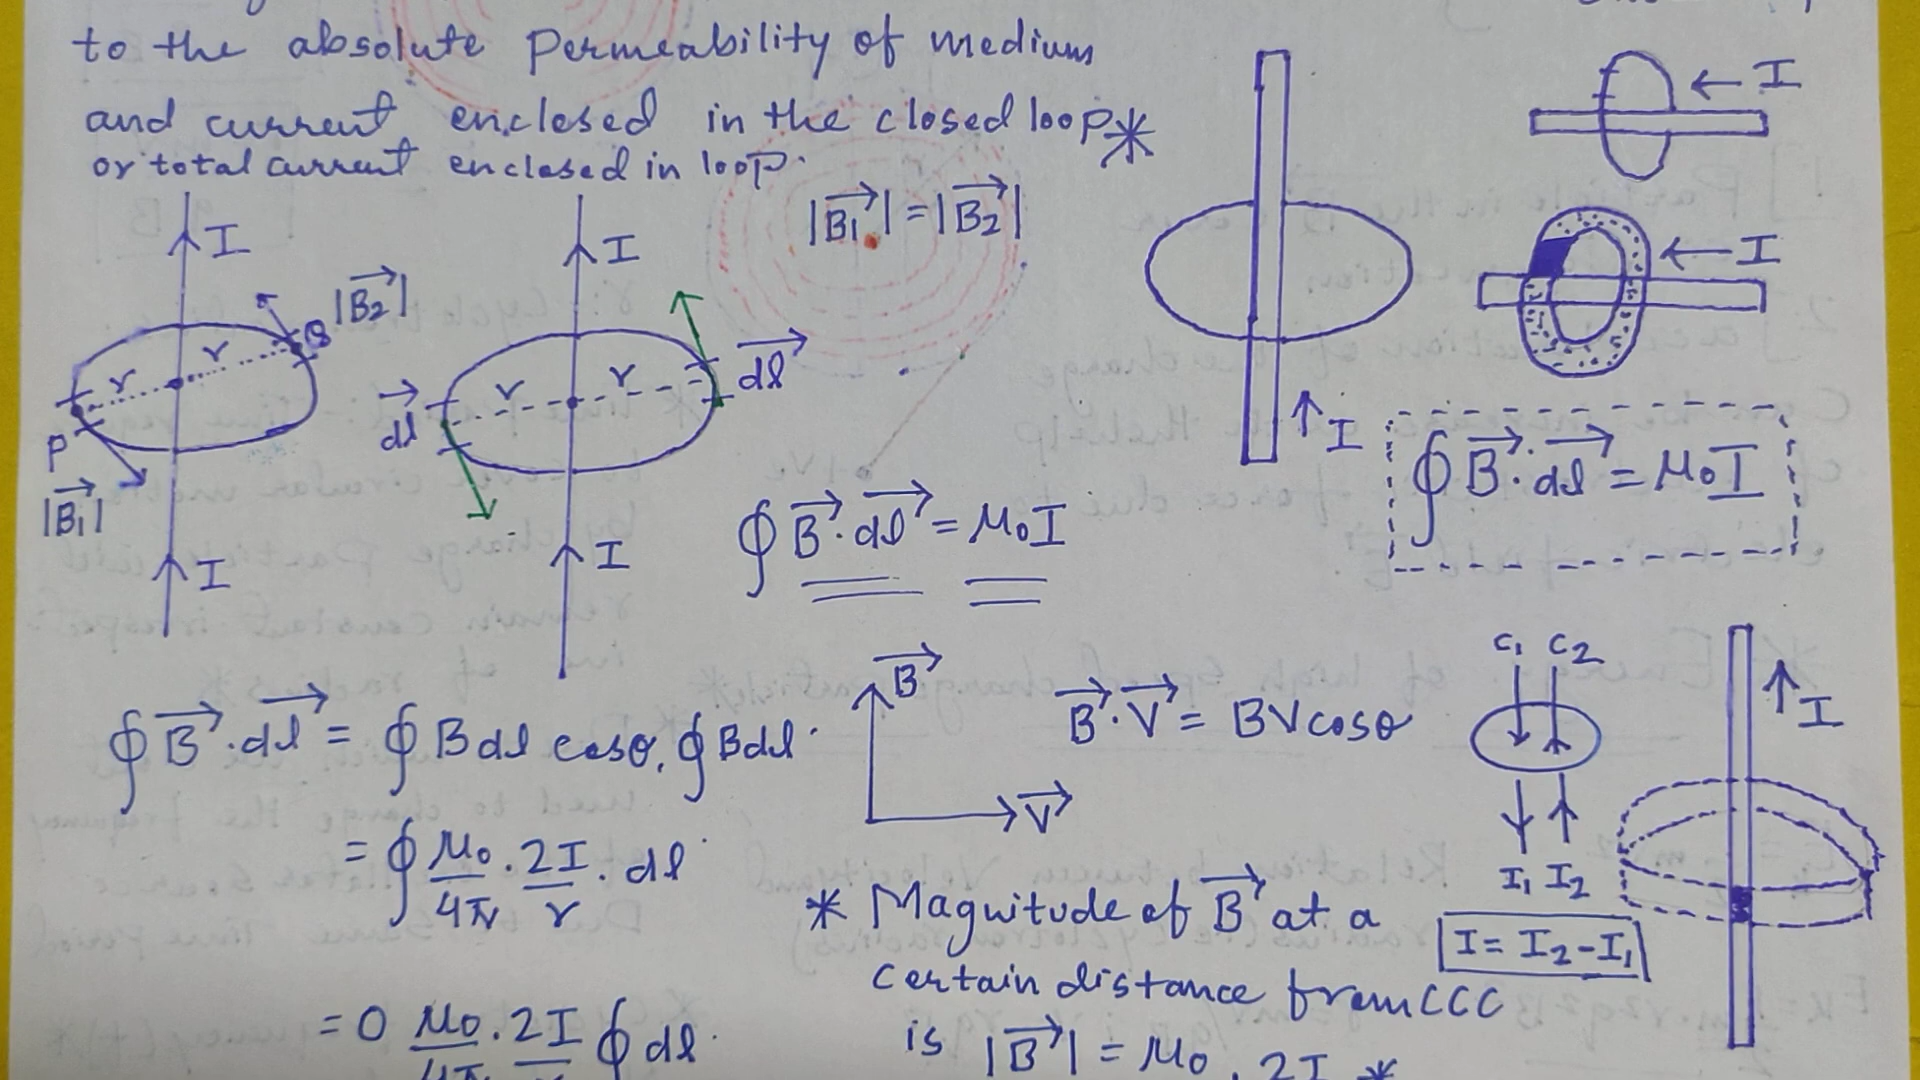 to the absolute permeability of medium
and current enclosed in the closed loop*
or total current enclosed in loop.
|B₁⃗| = |B₂⃗|
I
I
|B₂⃗|
Q
r
r
P
|B₁⃗|
I
dl⃗
r
r
dl⃗
I
∮ B⃗ . dl⃗ = μ₀I
I
← I
← I
↑ I
∮ B⃗ . dl⃗ = μ₀I
∮ B⃗ . dl⃗ = ∮ B dl cosθ, ∮ Bdl .
B⃗
V⃗
B⃗ . V⃗ = BV cosθ
= ∮ μ₀/4π . 2I/r . dl .
C₁ C₂
I₁ I₂
I = I₂ - I₁
↑ I
* Magnitude of B⃗ at a
certain distance from CCC
is |B⃗| = μ₀ . 2I *
= 0 μ₀/4π . 2I ∮ dl .